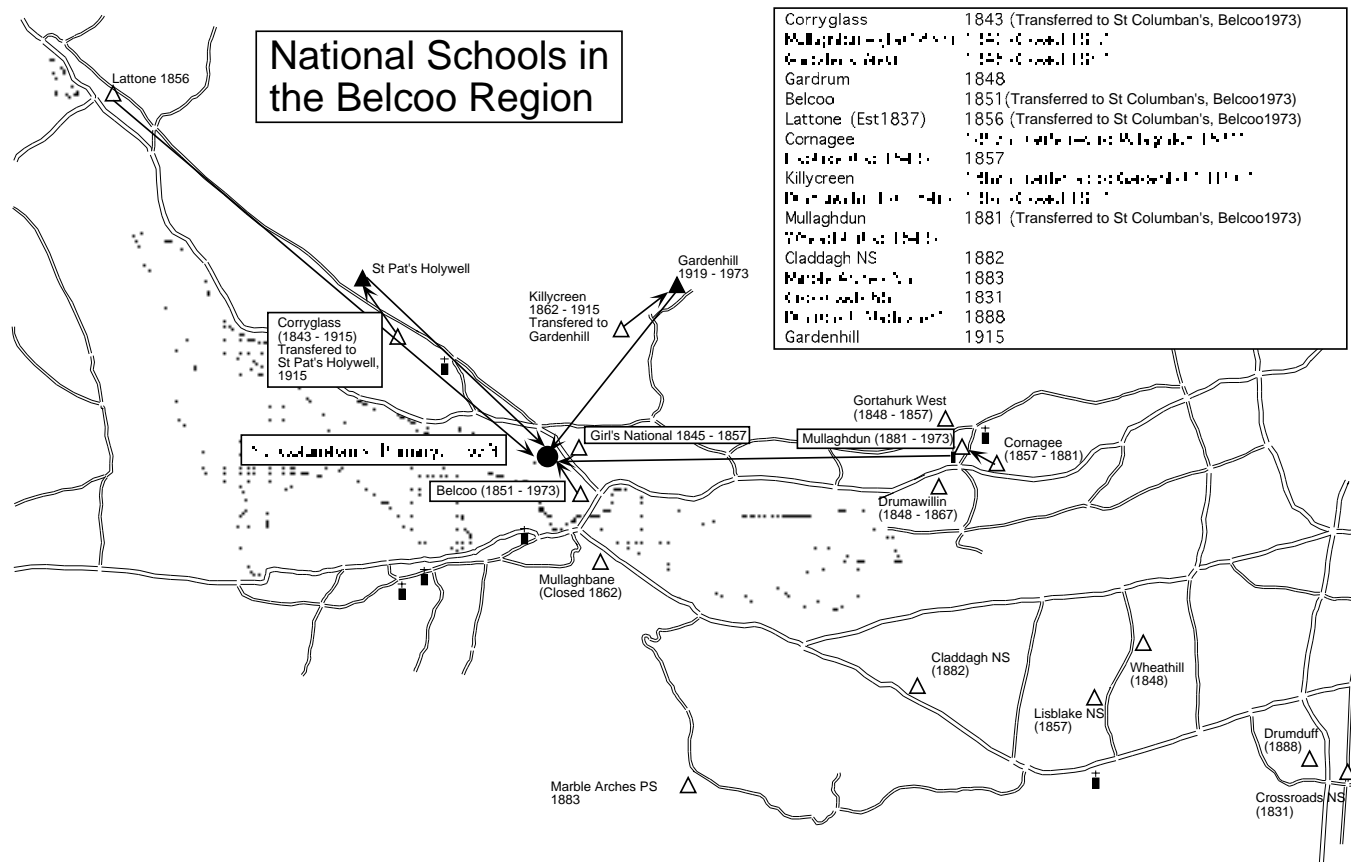 National Schools in
the Belcoo Region
Corryglass 1843 (Transferred to St Columban's, Belcoo1973)
Gardrum 1848
Belcoo 1851(Transferred to St Columban's, Belcoo1973)
Lattone (Est1837) 1856 (Transferred to St Columban's, Belcoo1973)
Cornagee
1857
Killycreen
Mullaghdun 1881 (Transferred to St Columban's, Belcoo1973)
Claddagh NS 1882
1883
1831
1888
Gardenhill 1915
Lattone 1856
St Pat's Holywell
Gardenhill
1919 - 1973
Killycreen
1862 - 1915
Transfered to
Gardenhill
Corryglass
(1843 - 1915)
Transfered to
St Pat's Holywell,
1915
Gortahurk West
(1848 - 1857)
Girl's National 1845 - 1857
Mullaghdun (1881 - 1973)
Cornagee
(1857 - 1881)
Belcoo (1851 - 1973)
Drumawillin
(1848 - 1867)
Mullaghbane
(Closed 1862)
Claddagh NS
(1882)
Wheathill
(1848)
Lisblake NS
(1857)
Drumduff
(1888)
Marble Arches PS
1883
Crossroads NS
(1831)